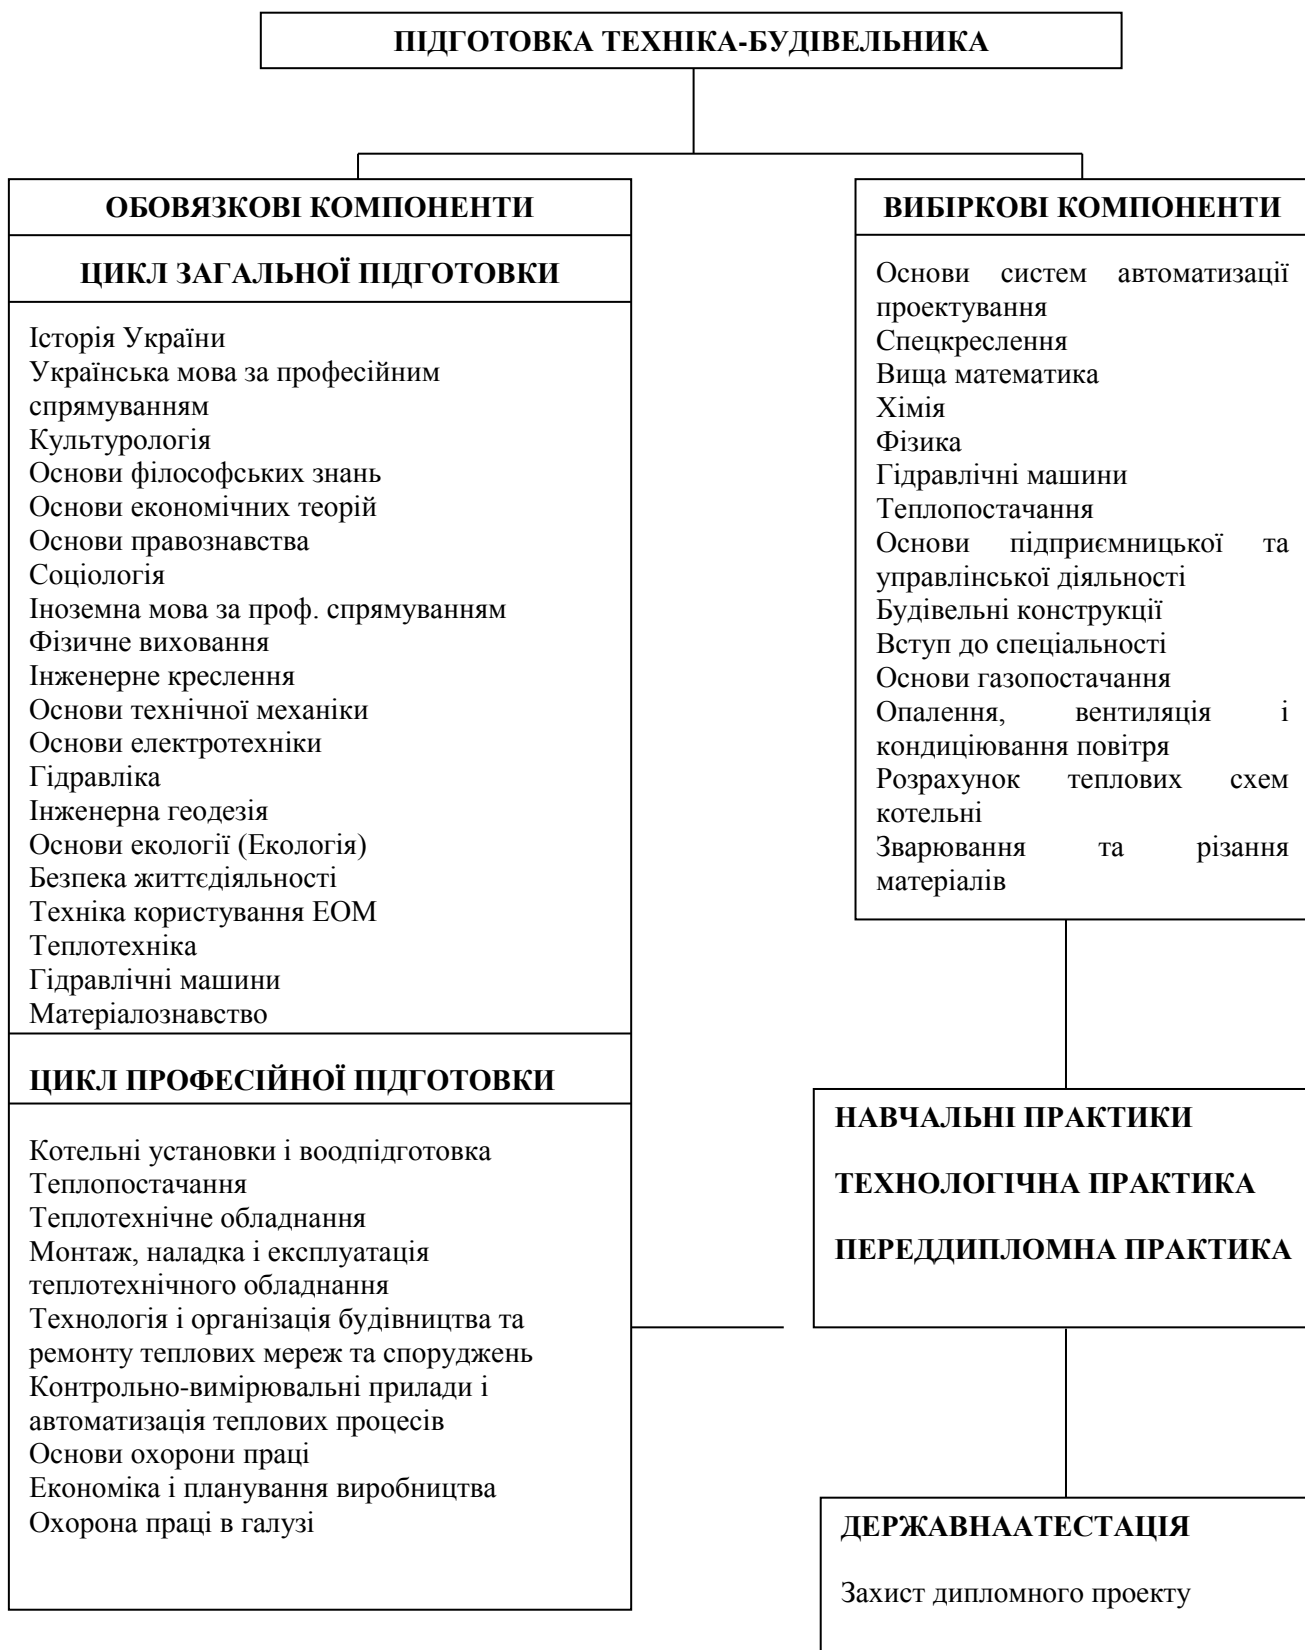 ПІДГОТОВКА ТЕХНІКА-БУДІВЕЛЬНИКА
ОБОВЯЗКОВІ КОМПОНЕНТИ
ЦИКЛ ЗАГАЛЬНОЇ ПІДГОТОВКИ
Історія України
Українська мова за професійним
спрямуванням
Культурологія
Основи філософських знань
Основи економічних теорій
Основи правознавства
Соціологія
Іноземна мова за проф. спрямуванням
Фізичне виховання
Інженерне креслення
Основи технічної механіки
Основи електротехніки
Гідравліка
Інженерна геодезія
Основи екології (Екологія)
Безпека життєдіяльності
Техніка користування ЕОМ
Теплотехніка
Гідравлічні машини
Матеріалознавство
ЦИКЛ ПРОФЕСІЙНОЇ ПІДГОТОВКИ
Котельні установки і воодпідготовка
Теплопостачання
Теплотехнічне обладнання
Монтаж, наладка і експлуатація
теплотехнічного обладнання
Технологія і організація будівництва та
ремонту теплових мереж та споруджень
Контрольно-вимірювальні прилади і
автоматизація теплових процесів
Основи охорони праці
Економіка і планування виробництва
Охорона праці в галузі
ВИБІРКОВІ КОМПОНЕНТИ
Основи систем автоматизації
проектування
Спецкреслення
Вища математика
Хімія
Фізика
Гідравлічні машини
Теплопостачання
Основи підприємницької та
управлінської діяльності
Будівельні конструкції
Вступ до спеціальності
Основи газопостачання
Опалення, вентиляція і
кондиціювання повітря
Розрахунок теплових схем
котельні
Зварювання та різання
матеріалів
НАВЧАЛЬНІ ПРАКТИКИ
ТЕХНОЛОГІЧНА ПРАКТИКА
ПЕРЕДДИПЛОМНА ПРАКТИКА
ДЕРЖАВНААТЕСТАЦІЯ
Захист дипломного проекту